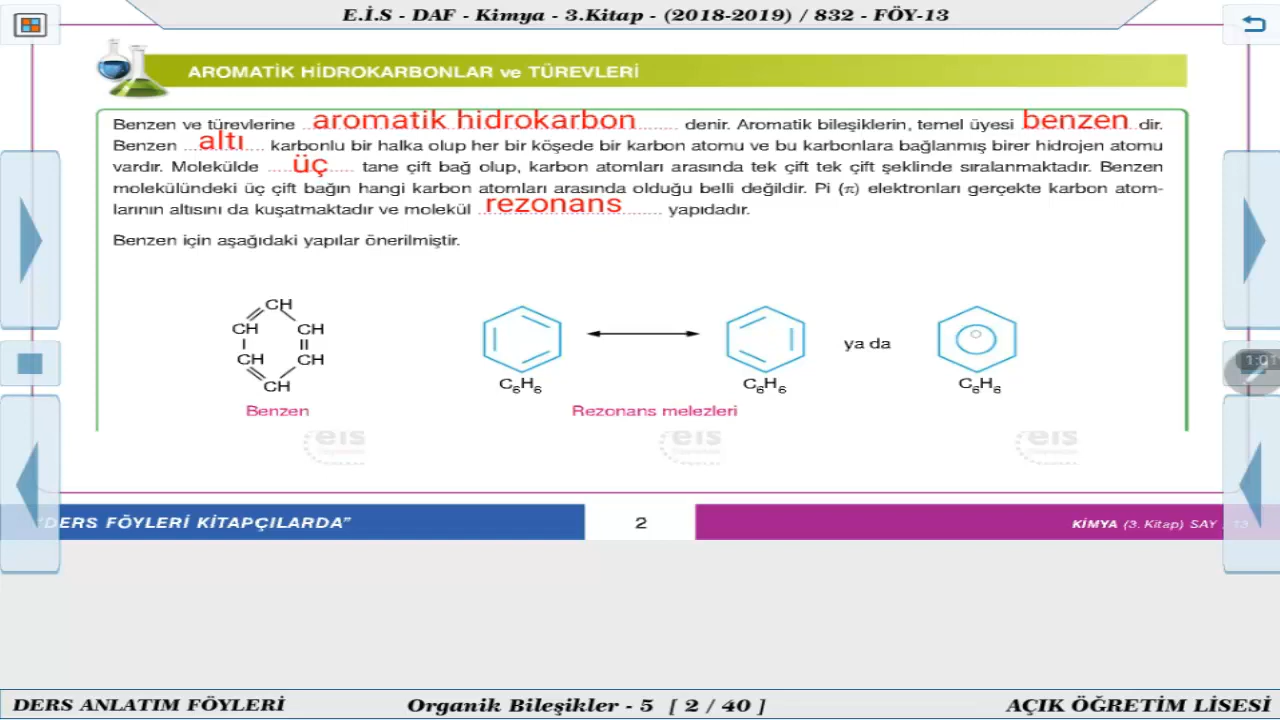 E.İ.S - DAF - Kimya - 3.Kitap - (2018-2019) / 832 - FÖY-13
AROMATİK HİDROKARBONLAR ve TÜREVLERİ
Benzen ve türevlerine aromatik hidrokarbon denir. Aromatik bileşiklerin, temel üyesi benzen dir.
Benzen altı karbonlu bir halka olup her bir köşede bir karbon atomu ve bu karbonlara bağlanmış birer hidrojen atomu
vardır. Molekülde üç tane çift bağ olup, karbon atomları arasında tek çift tek çift şeklinde sıralanmaktadır. Benzen
molekülündeki üç çift bağın hangi karbon atomları arasında olduğu belli değildir. Pi (π) elektronları gerçekte karbon atom-
larının altısını da kuşatmaktadır ve molekül rezonans yapıdadır.
Benzen için aşağıdaki yapılar önerilmiştir.
CH
CH CH
CH CH
CH
ya da
C₆H₆ C₆H₆ C₆H₆
Benzen Rezonans melezleri
eis eis eis
1:01
"DERS FÖYLERİ KİTAPÇILARDA" 2 KİMYA (3. Kitap) SAY 13
DERS ANLATIM FÖYLERİ Organik Bileşikler - 5 [ 2 / 40 ] AÇIK ÖĞRETİM LİSESİ